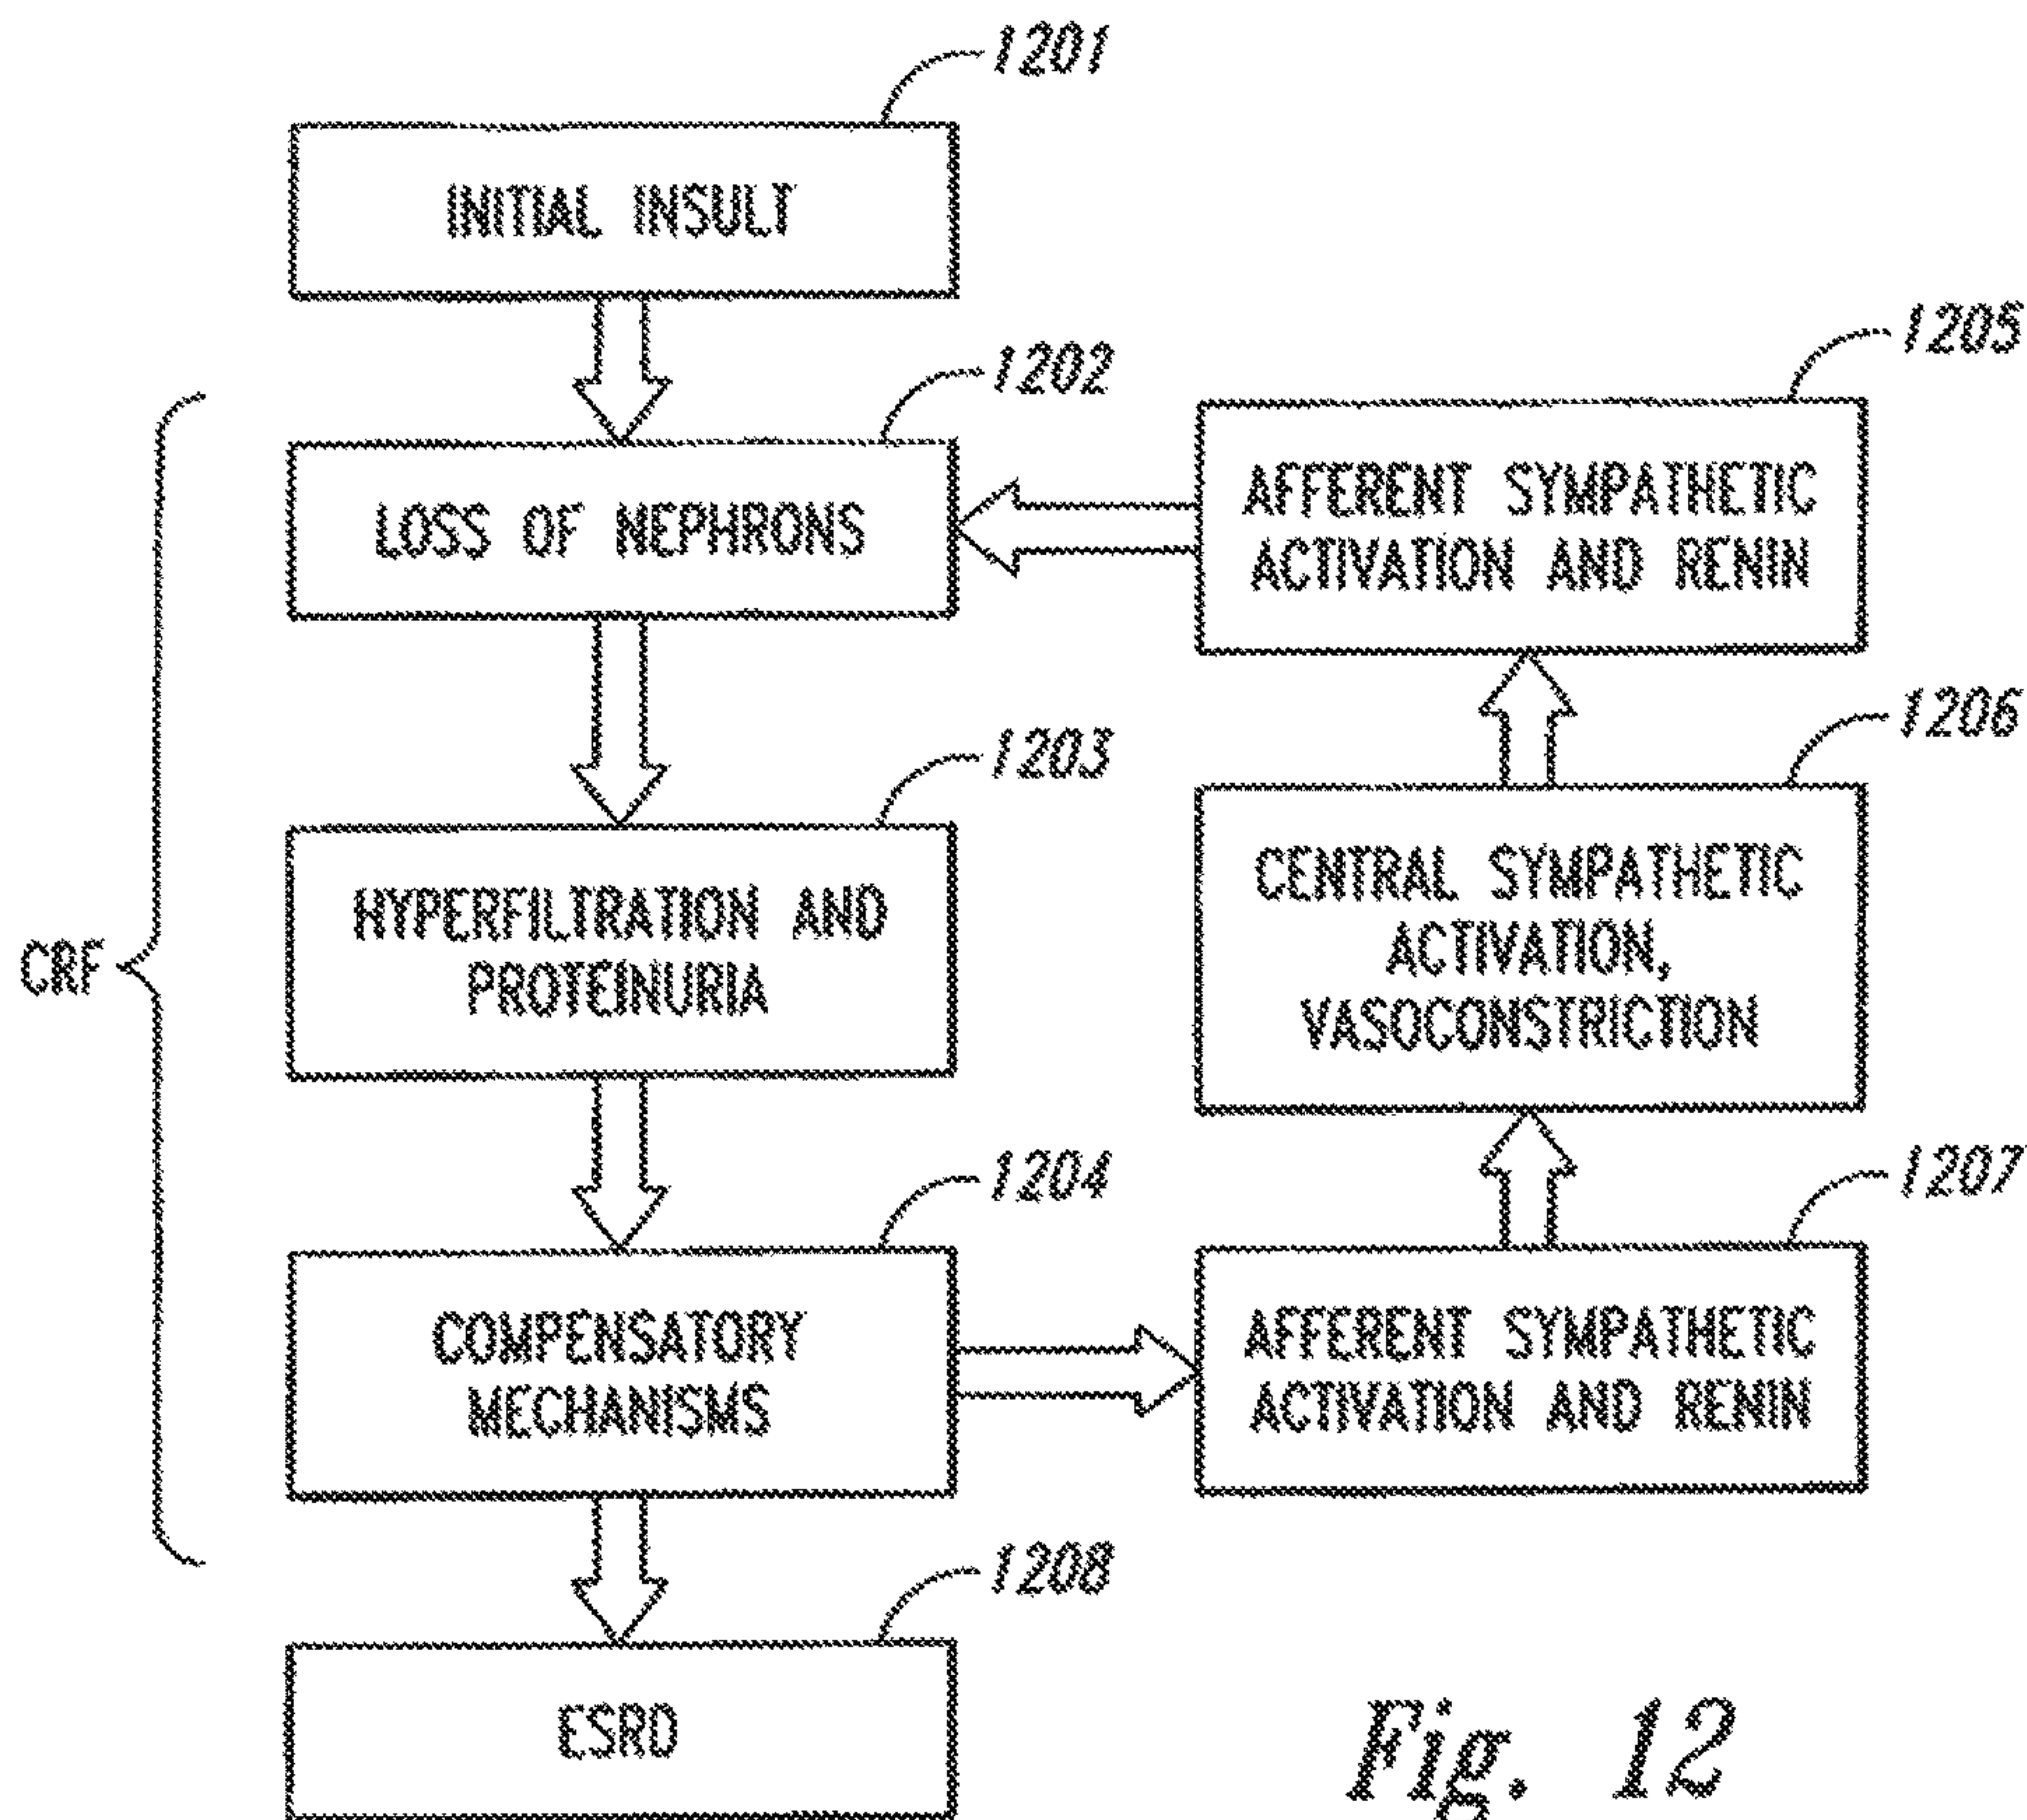 1201
INITIAL INSULT
1202
LOSS OF NEPHRONS
1205
AFFERENT SYMPATHETIC
ACTIVATION AND RENIN
1203
HYPERFILTRATION AND
PROTEINURIA
1206
CENTRAL SYMPATHETIC
ACTIVATION,
VASOCONSTRICTION
CRF
1204
COMPENSATORY
MECHANISMS
1207
AFFERENT SYMPATHETIC
ACTIVATION AND RENIN
1208
ESRD
Fig. 12